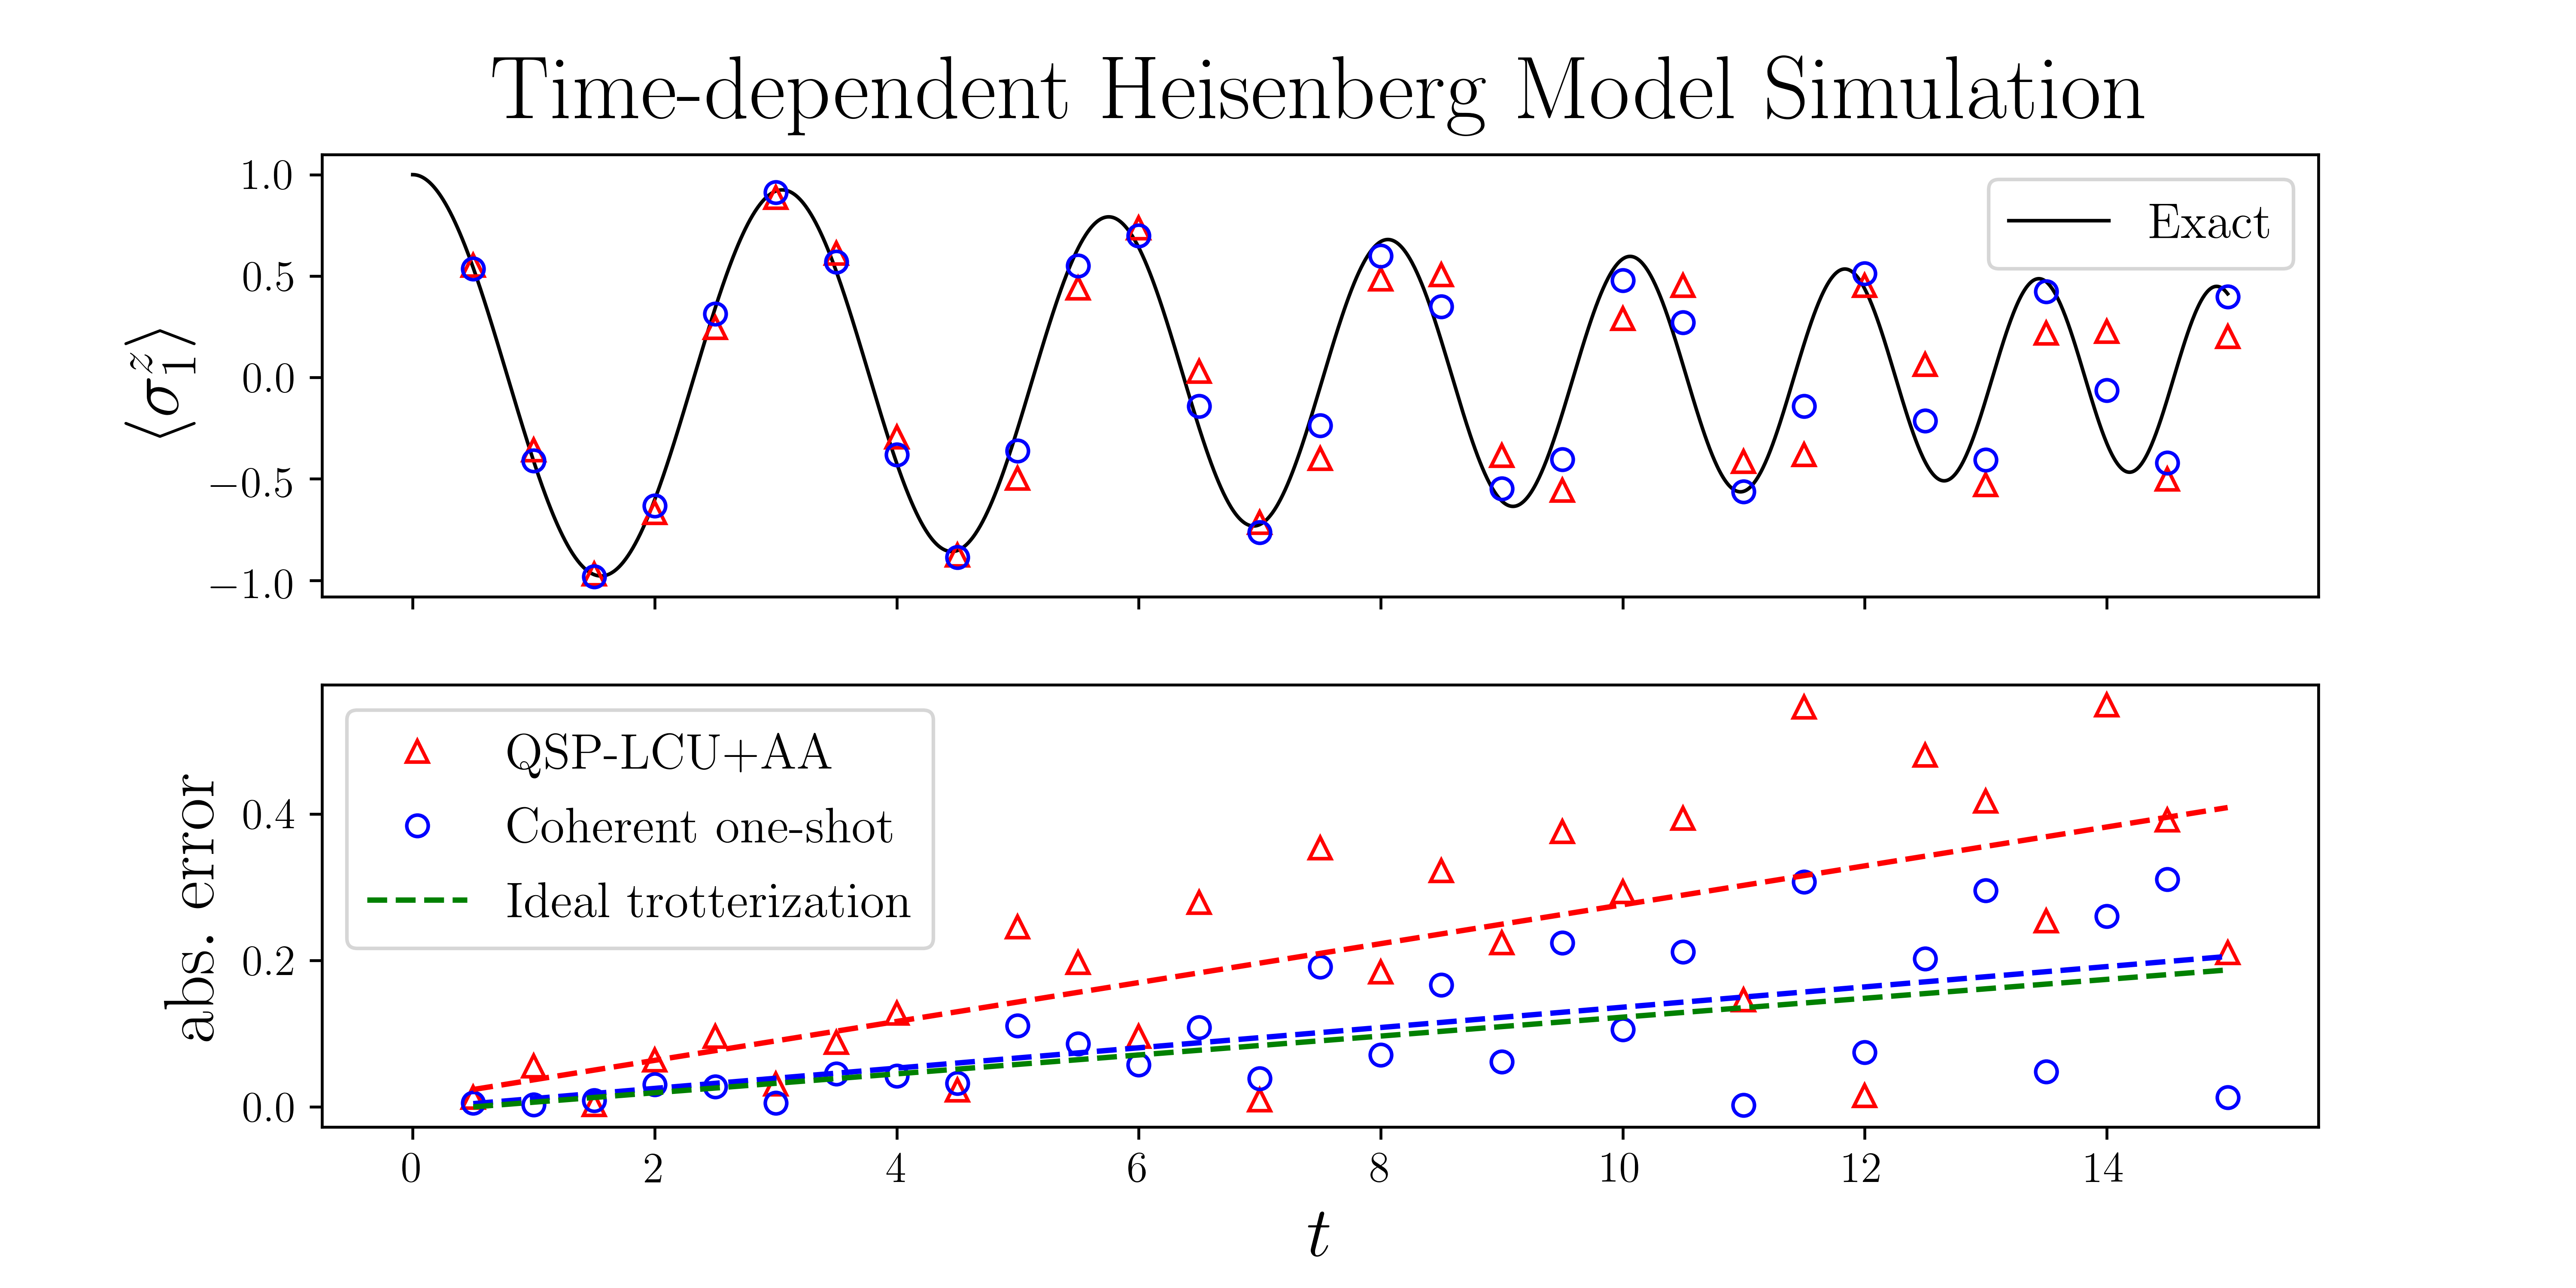 Time-dependent Heisenberg Model Simulation
1.0
0.5
0.0
−0.5
−1.0
⟨σ₁ᶻ⟩
Exact
QSP-LCU+AA
Coherent one-shot
Ideal trotterization
0.4
0.2
0.0
abs. error
0 2 4 6 8 10 12 14
t